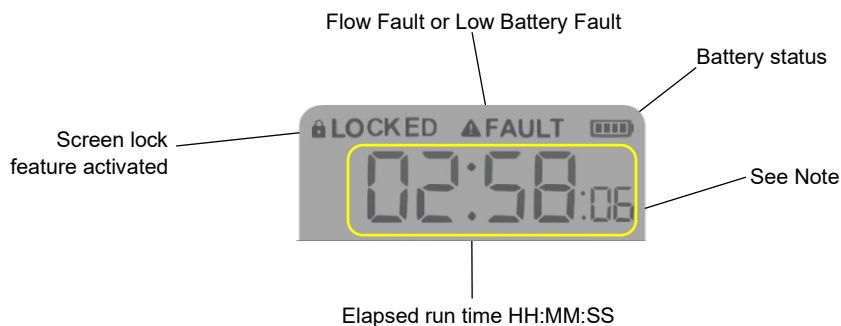 Flow Fault or Low Battery Fault
Battery status
LOCKED FAULT
Screen lock
feature activated
02:58:06
See Note
Elapsed run time HH:MM:SS